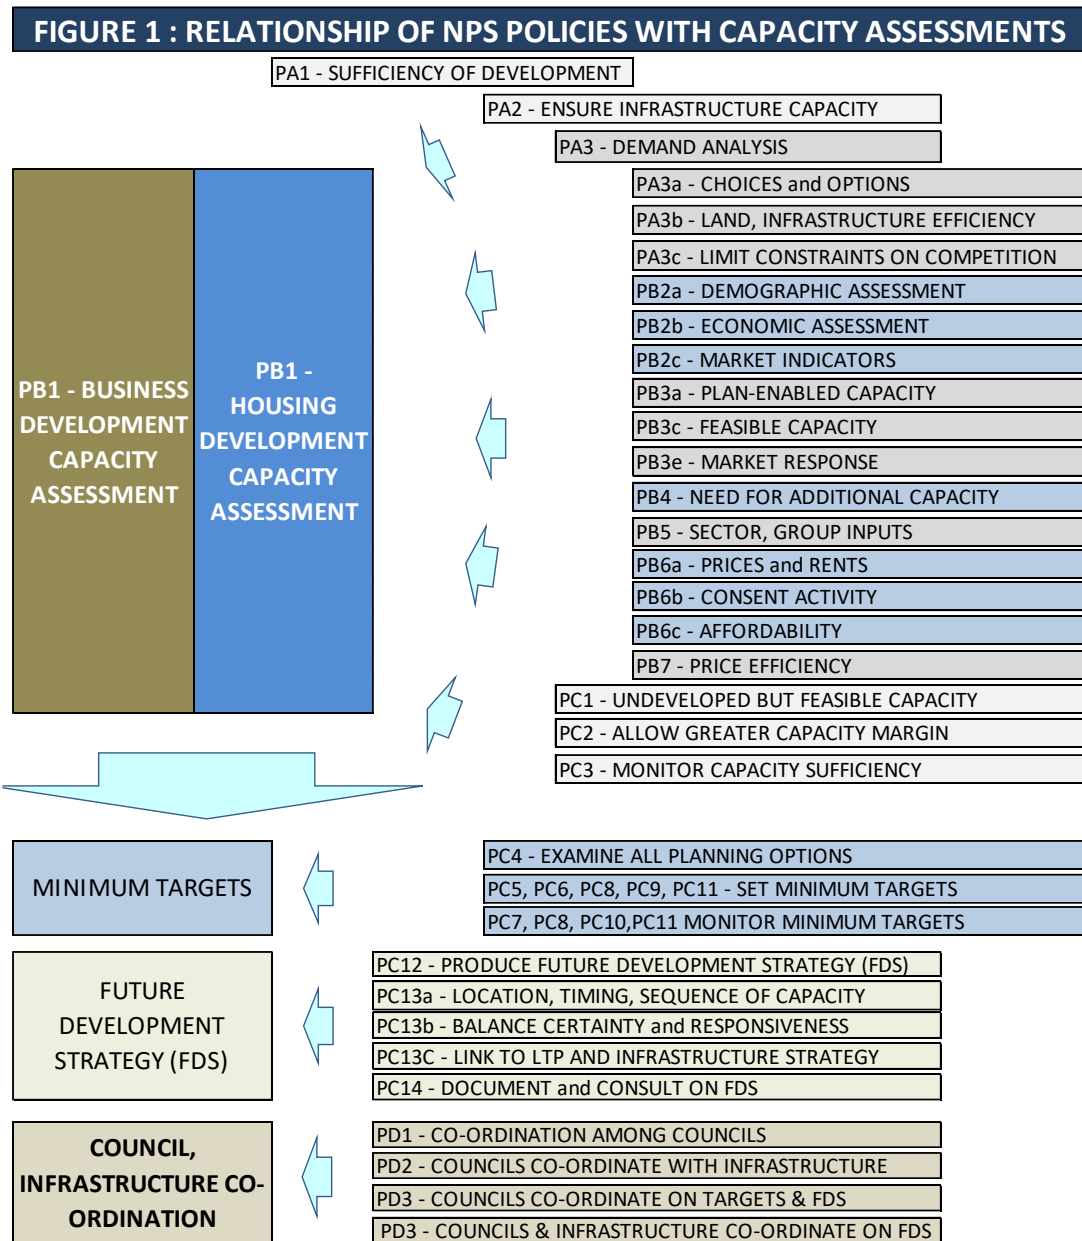 FIGURE 1 : RELATIONSHIP OF NPS POLICIES WITH CAPACITY ASSESSMENTS
PA1 - SUFFICIENCY OF DEVELOPMENT
PA2 - ENSURE INFRASTRUCTURE CAPACITY
PA3 - DEMAND ANALYSIS
PB1 - BUSINESS
DEVELOPMENT
CAPACITY
ASSESSMENT
PB1 -
HOUSING
DEVELOPMENT
CAPACITY
ASSESSMENT
PA3a - CHOICES and OPTIONS
PA3b - LAND, INFRASTRUCTURE EFFICIENCY
PA3c - LIMIT CONSTRAINTS ON COMPETITION
PB2a - DEMOGRAPHIC ASSESSMENT
PB2b - ECONOMIC ASSESSMENT
PB2c - MARKET INDICATORS
PB3a - PLAN-ENABLED CAPACITY
PB3c - FEASIBLE CAPACITY
PB3e - MARKET RESPONSE
PB4 - NEED FOR ADDITIONAL CAPACITY
PB5 - SECTOR, GROUP INPUTS
PB6a - PRICES and RENTS
PB6b - CONSENT ACTIVITY
PB6c - AFFORDABILITY
PB7 - PRICE EFFICIENCY
PC1 - UNDEVELOPED BUT FEASIBLE CAPACITY
PC2 - ALLOW GREATER CAPACITY MARGIN
PC3 - MONITOR CAPACITY SUFFICIENCY
MINIMUM TARGETS
PC4 - EXAMINE ALL PLANNING OPTIONS
PC5, PC6, PC8, PC9, PC11 - SET MINIMUM TARGETS
PC7, PC8, PC10,PC11 MONITOR MINIMUM TARGETS
FUTURE
DEVELOPMENT
STRATEGY (FDS)
PC12 - PRODUCE FUTURE DEVELOPMENT STRATEGY (FDS)
PC13a - LOCATION, TIMING, SEQUENCE OF CAPACITY
PC13b - BALANCE CERTAINTY and RESPONSIVENESS
PC13C - LINK TO LTP AND INFRASTRUCTURE STRATEGY
PC14 - DOCUMENT and CONSULT ON FDS
COUNCIL,
INFRASTRUCTURE CO-
ORDINATION
PD1 - CO-ORDINATION AMONG COUNCILS
PD2 - COUNCILS CO-ORDINATE WITH INFRASTRUCTURE
PD3 - COUNCILS CO-ORDINATE ON TARGETS & FDS
PD3 - COUNCILS & INFRASTRUCTURE CO-ORDINATE ON FDS